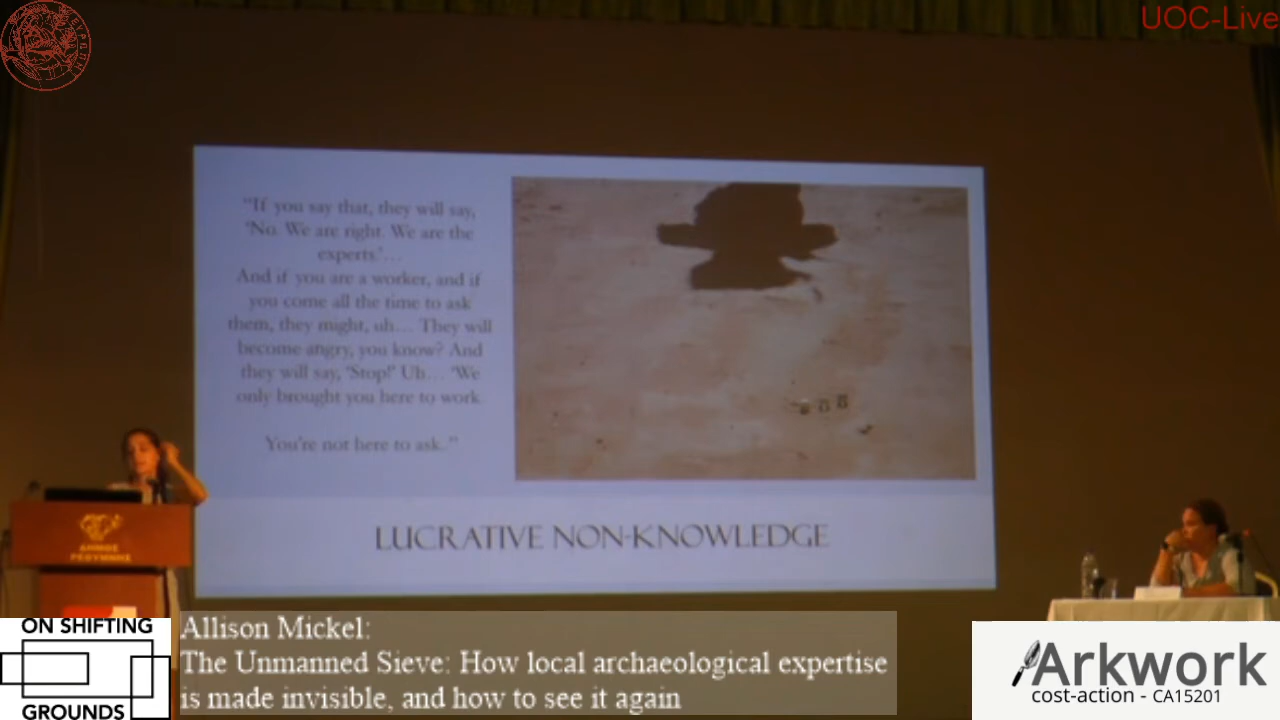 UOC-Live
"If you say that, they will say,
'No. We are right. We are the
experts.'…
And if you are a worker, and if
you come all the time to ask
them, they might, uh… They will
become angry, you know? And
they will say, 'Stop!' Uh… 'We
only brought you here to work.
You're not here to ask.'"
LUCRATIVE NON-KNOWLEDGE
ΔΗΜΟΣ
ΡΕΘΥΜΝΗΣ
ON SHIFTING
GROUNDS
Allison Mickel:
The Unmanned Sieve: How local archaeological expertise
is made invisible, and how to see it again
Arkwork
cost-action - CA15201